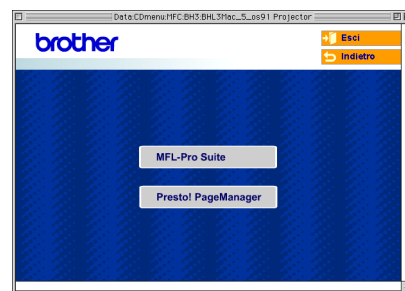 Data:CDmenu:MFC:BH3:BHL3Mac_5_os91 Projector
brother
Esci
Indietro
MFL-Pro Suite
Presto! PageManager